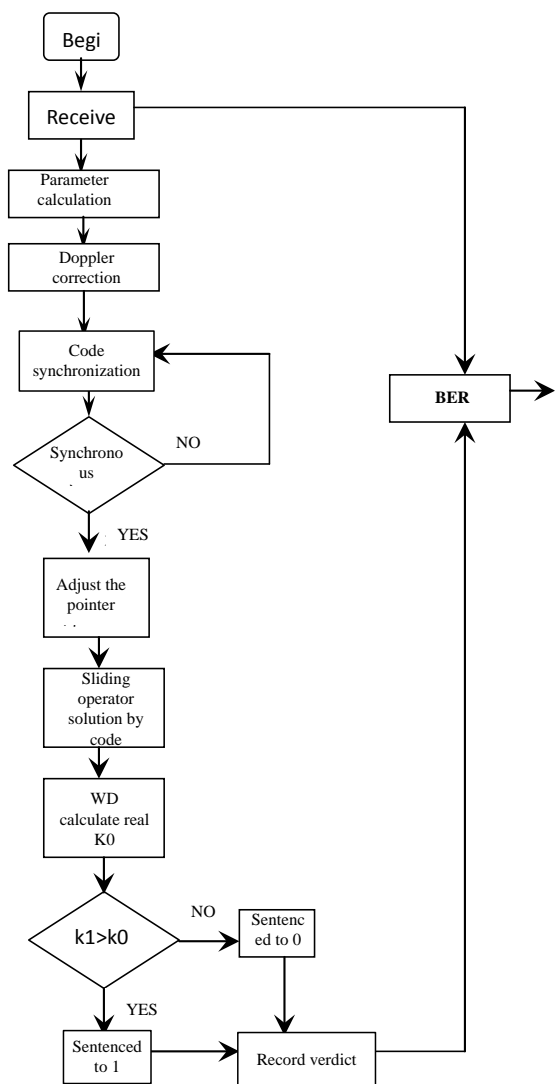 Begi
Receive
Parameter
calculation
Doppler
correction
Code
synchronization
Synchrono
us
NO
YES
Adjust the
pointer
Sliding
operator
solution by
code
WD
calculate real
K0
k1>k0
NO
Sentenc
ed to 0
YES
Sentenced
to 1
Record verdict
BER